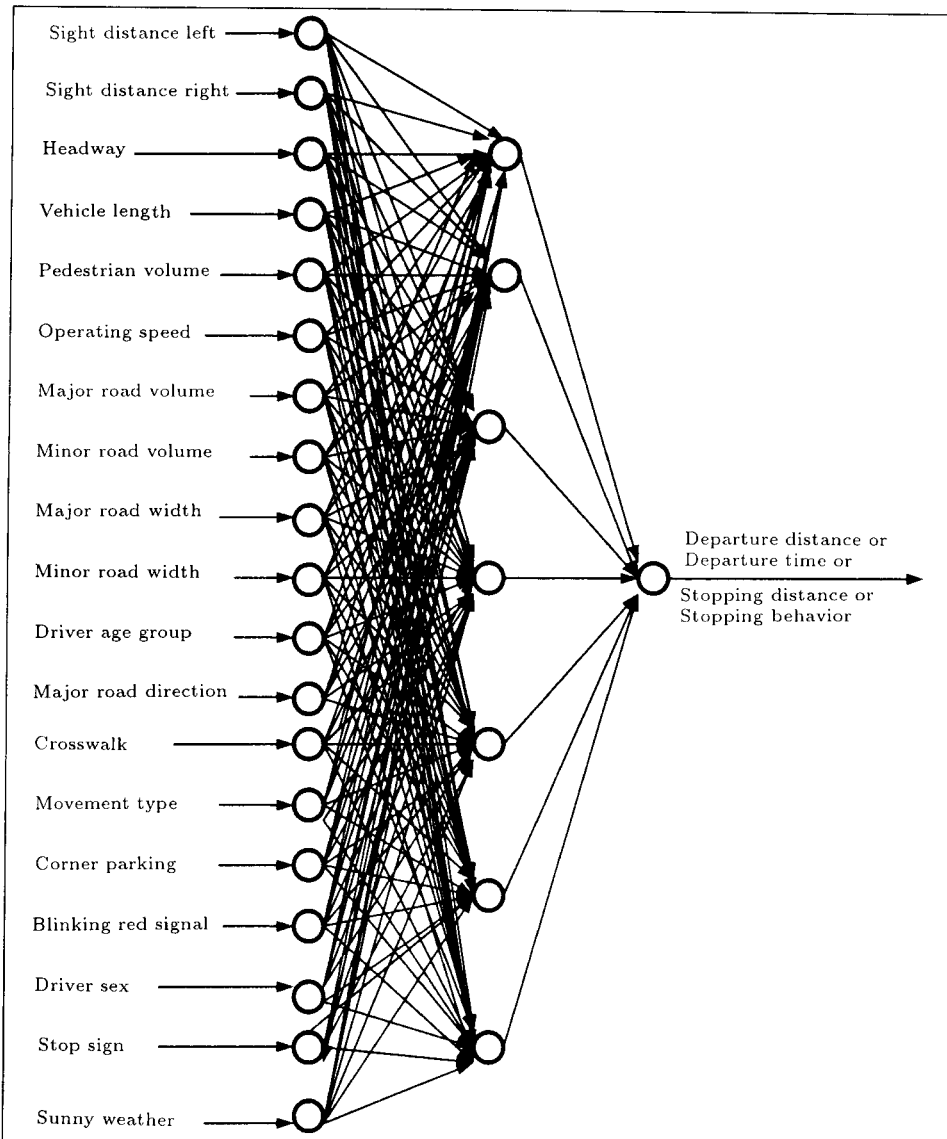 Sight distance left
Sight distance right
Headway
Vehicle length
Pedestrian volume
Operating speed
Major road volume
Minor road volume
Major road width
Minor road width
Driver age group
Major road direction
Crosswalk
Movement type
Corner parking
Blinking red signal
Driver sex
Stop sign
Sunny weather
Departure distance or
Departure time or
Stopping distance or
Stopping behavior